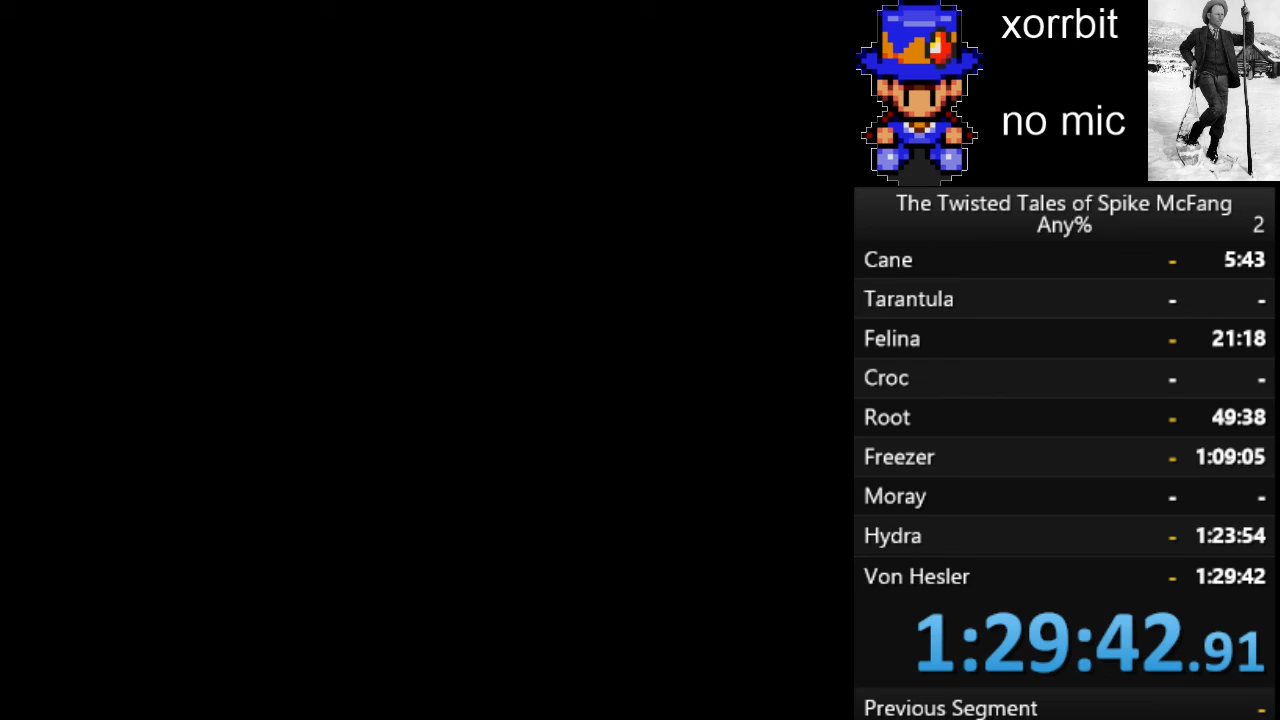 xorrbit
no mic
The Twisted Tales of Spike McFang
Any% 2
Cane - 5:43
Tarantula - -
Felina - 21:18
Croc - -
Root - 49:38
Freezer - 1:09:05
Moray - -
Hydra - 1:23:54
Von Hesler - 1:29:42
1:29:42.91
Previous Segment -